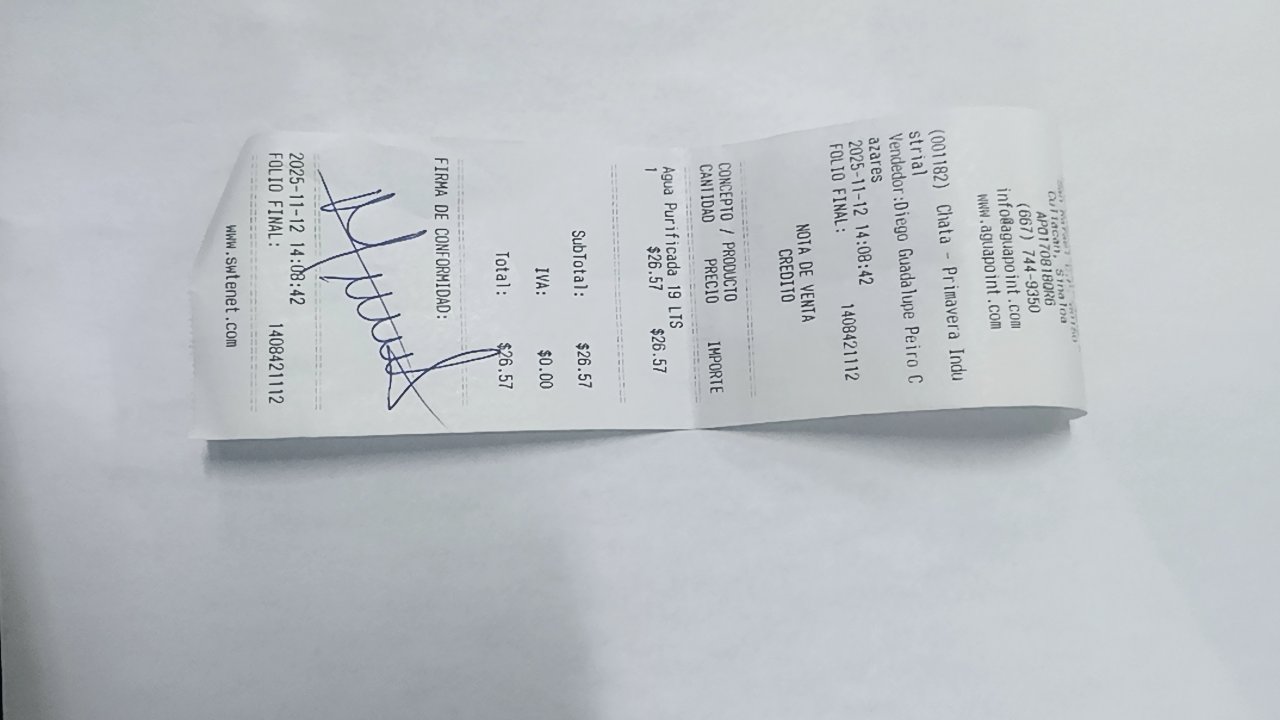 Culiacan, Sinaloa
APO170818QR6
(667) 744-9350
info@aguapoint.com
www.aguapoint.com
(001182) Chata - Primavera Indu
strial
Vendedor:Diego Guadalupe Peiro C
azares
2025-11-12 14:08:42
FOLIO FINAL: 1408421112
NOTA DE VENTA
CREDITO
CONCEPTO / PRODUCTO
CANTIDAD PRECIO IMPORTE
Agua Purificada 19 LTS
1 $26.57 $26.57
SubTotal: $26.57
IVA: $0.00
Total: $26.57
FIRMA DE CONFORMIDAD:
2025-11-12 14:08:42
FOLIO FINAL: 1408421112
www.swtenet.com